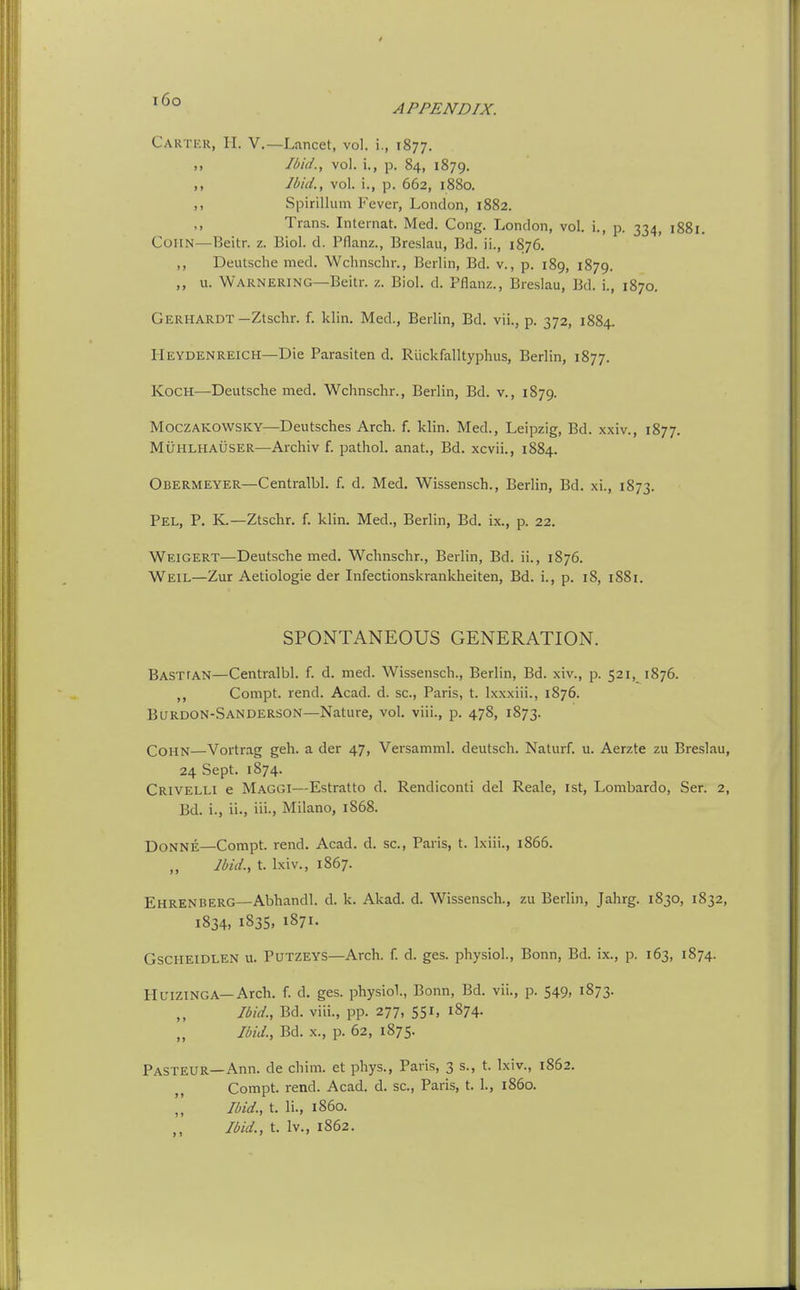 160
APPENDIX.
CARTER, H. V.—Lancet, vol. i., 1877.
,, Ibid., vol. i., p. 84, 1879.
,, Ibid., vol. i., p. 662, 1880.
,, Spirillum Fever, London, 1882.
,, Trans. Internat. Med. Cong. London, vol. i., p. 334, 1881.
COHN—Beitr. z. Biol. d. Pflanz., Breslau, Bd. ii., 1876.
,, Deutsche med. Wchnschr., Berlin, Bd. v., p. 189, 1879.
,, u. WARNERING—Beitr. z. Biol. d. Pflanz., Breslau, Bd. i., 1870.
GERHARDT—Ztschr. f. klin. Med., Berlin, Bd. vii., p. 372, 1884.
HEYDENREICH—Die Parasiten d. Rückfalltyphus, Berlin, 1877.
KOCH—Deutsche med. Wchnschr., Berlin, Bd. v., 1879.
MOCZAKOWSKY—Deutsches Arch. f. klin. Med., Leipzig, Bd. xxiv., 1877.
MÜHLHAÜSER—Archiv f. pathol. anat., Bd. xcvii., 1884.
OBERMEYER—Centralbl. f. d. Med. Wissensch., Berlin, Bd. xi., 1873.
PEL, P. K.—Ztschr. f. klin. Med., Berlin, Bd. ix., p. 22.
WEIGERT—Deutsche med. Wchnschr., Berlin, Bd. ii., 1876.
WEIL—Zur Aetiologie der Infectionskrankheiten, Bd. i., p. 18, 1881.
SPONTANEOUS GENERATION.
BASTIAN—Centralbl. f. d. med. Wissensch., Berlin, Bd. xiv., p. 521, 1876.
,, Compt. rend. Acad. d. sc., Paris, t. lxxxiii., 1876.
BURDON-SANDERSON—Nature, vol. viii., p. 478, 1873.
COHN—Vortrag geh. a der 47, Versamml. deutsch. Naturf. u. Aerzte zu Breslau,
24 Sept. 1874.
CRIVELLI e MAGGI—Estratto d. Rendiconti del Reale, 1st, Lombardo, Ser. 2,
Bd. i., ii., iii., Milano, 1868.
DONNÉ—Compt. rend. Acad. d. sc., Paris, t. lxiii., 1866.
,, Ibid., t. lxiv., 1867.
EHRENBERG—Abhandl. d. k. Akad. d. Wissensch., zu Berlin, Jahrg. 1830, 1832,
1834, 1835, 1871.
GSCHEIDLEN u. PUTZEYS—Arch. f. d. ges. physiol., Bonn, Bd. ix., p. 163, 1874.
HUIZINGA—Arch. f. d. ges. physiol., Bonn, Bd. vii., p. 549, 1873.
,, Ibid., Bd. viii., pp. 277, 551, 1874.
,, Ibid., Bd. x., p. 62, 1875.
PASTEUR—Ann. de chim. et phys., Paris, 3 s., t. lxiv., 1862.
,, Compt. rend. Acad. d. sc., Paris, t. l., 1860.
,, Ibid., t. li., 1860.
,, Ibid., t. lv., 1862.